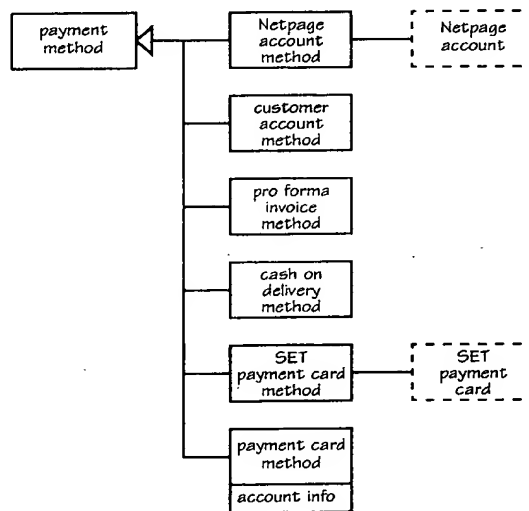 payment
method
Netpage
account
method
Netpage
account
customer
account
method
pro forma
invoice
method
cash on
delivery
method
SET
payment card
method
SET
payment
card
payment card
method
account info